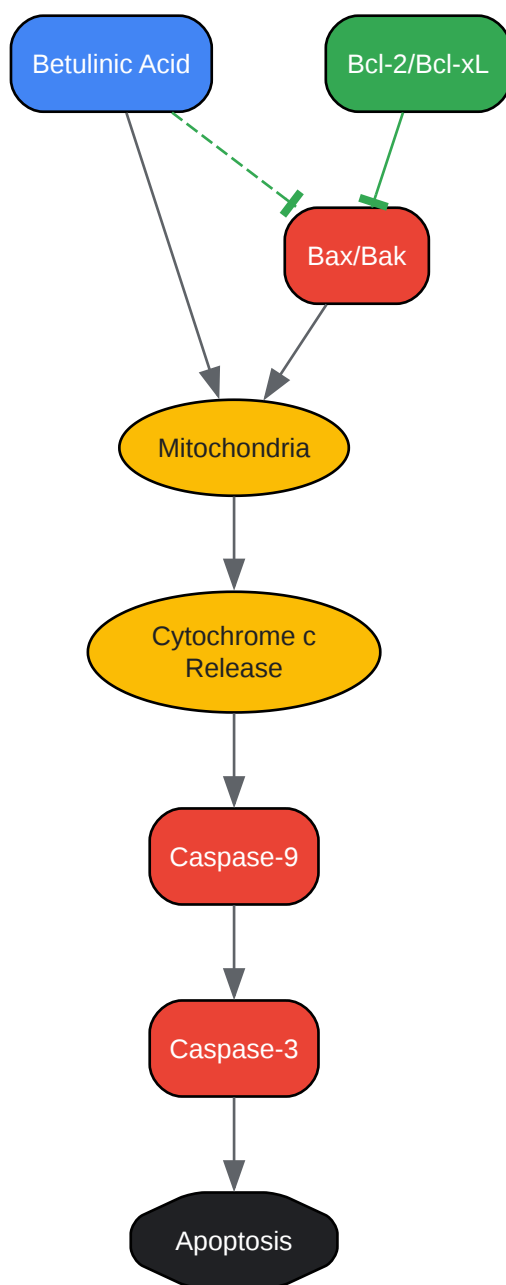 Betulinic Acid
Bcl-2/Bcl-xL
Bax/Bak
Mitochondria
Cytochrome c
Release
Caspase-9
Caspase-3
Apoptosis